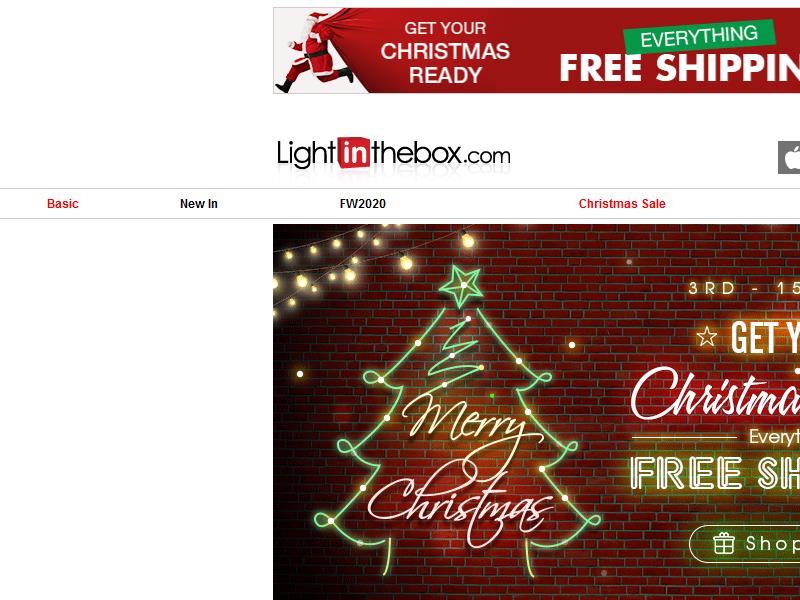 GET YOUR
CHRISTMAS
READY
EVERYTHING
FREE SHIPPIN
Lightinthebox.com
Basic
New In
FW2020
Christmas Sale
3RD - 15
GET Y
Christma
Everyt
FREE SH
Shop
Merry
Christmas